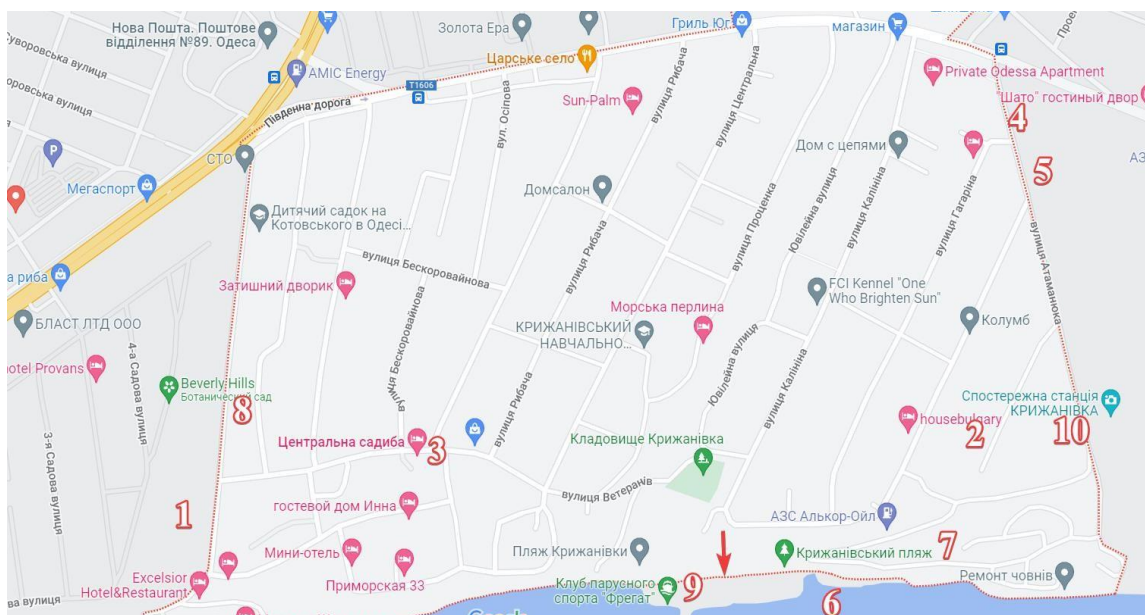 Нова Пошта. Поштове
відділення №89. Одеса
Золота Ера
Гриль Юг
магазин
Суворовська вулиця
AMIC Energy
Царське село
T1606
Південна дорога
Private Odessa Apartment
Sun-Palm
"Шато" гостиный двор
4
вул. Осіпова
вулиця Рибача
вулиця Центральна
P
СТО
Дом с цепями
АЗС
5
Мегаспорт
Домсалон
Дитячий садок на
Котовського в Одесі...
вулиця Проценка
Ювілейна вулиця
вулиця Калініна
вулиця Гагаріна
вулиця Атаманюка
вулиця Бескоровайнова
вулиця Рибача
а риба
Затишний дворик
FCI Kennel "One
Who Brighten Sun"
Морська перлина
БЛАСТ ЛТД ООО
КРИЖАНІВСЬКИЙ
НАВЧАЛЬНО...
Колумб
4-а Садова вулиця
вулиця Бескоровайнова
Ювілейна вулиця
вулиця Калініна
hotel Provans
Beverly Hills
Ботанический сад
8
вулиця Рибача
Спостережна станція
КРИЖАНІВКА
housebulgary
2
10
3-я Садова вулиця
Центральна садиба
3
Кладовище Крижанівка
вулиця Ветеранів
1
гостевой дом Инна
АЗС Алькор-Ойл
7
Мини-отель
Пляж Крижанівки
Крижанівський пляж
Excelsior
Hotel&Restaurant
Приморская 33
Клуб парусного
спорта "Фрегат"
9
6
Ремонт човнів
Google